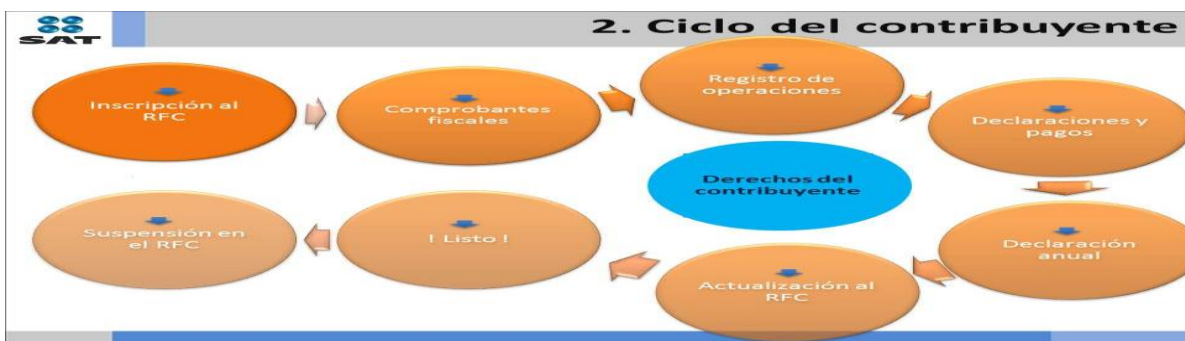 SAT
2. Ciclo del contribuyente
Inscripción al
RFC
Comprobantes
fiscales
Registro de
operaciones
Declaraciones y
pagos
Derechos del
contribuyente
Declaración
anual
Actualización al
RFC
! Listo !
Suspensión en
el RFC